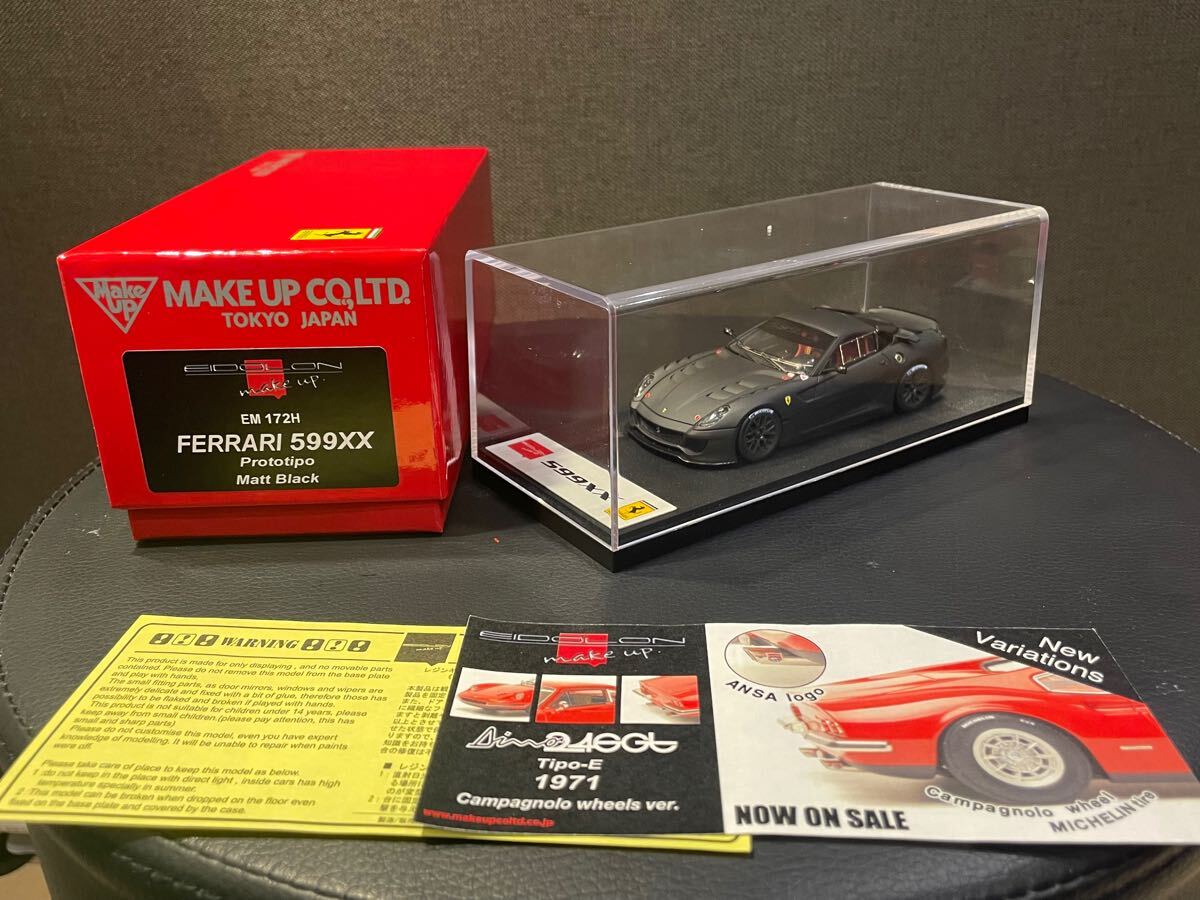 Make UP
MAKE UP CO.,LTD.
TOKYO JAPAN
EIDOLON
make up.
EM 172H
FERRARI 599XX
Prototipo
Matt Black
599XX
WARNING
This product is made for only displaying , and no movable parts
contained. Please do not remove this model from the base plate
and play with hands.
The small fitting parts, as door mirrors, windows and wipers are
extremely delicate and fixed with a bit of glue, therefore those has
possibility to be flaked and broken if played with hands.
This product is not suitable for children under 14 years, please
keep away from small children.(please pay attention, this has
small and sharp parts)
Please do not customise this model, even you have expert
knowledge of modelling. It will be unable to repair when paints
were off.
Please take care of place to keep this model as below.
1 :do not keep in the place with direct light , inside cars has high
temperature specially in summer.
2 : This model can be broken when dropped on the floor even
fixed on the base plate and covered by the case.
EIDOLON
make up.
Dino 246GT
Tipo-E
1971
Campagnolo wheels ver.
www.makeupcoltd.co.jp
ANSA logo
New
Variations
Campagnolo wheel
MICHELIN tire
NOW ON SALE